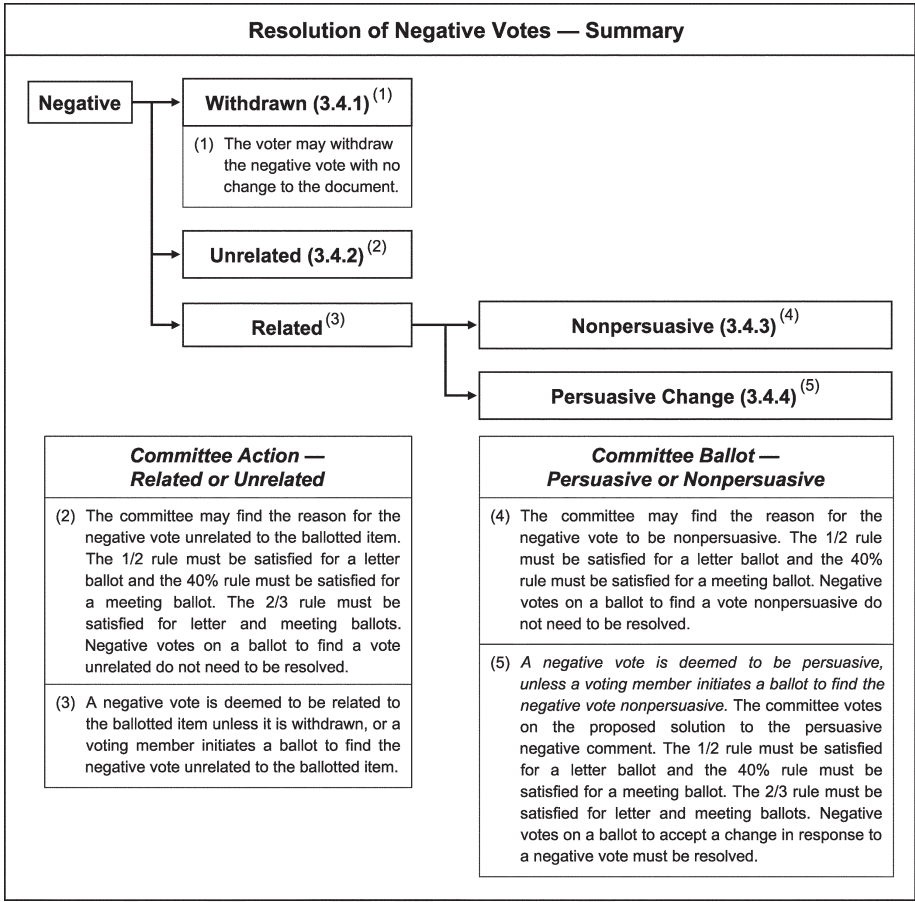 Resolution of Negative Votes — Summary
Negative
Withdrawn (3.4.1)(1)
(1) The voter may withdraw
the negative vote with no
change to the document.
Unrelated (3.4.2)(2)
Related(3)
Nonpersuasive (3.4.3)(4)
Persuasive Change (3.4.4)(5)
Committee Action —
Related or Unrelated
(2) The committee may find the reason for the
negative vote unrelated to the ballotted item.
The 1/2 rule must be satisfied for a letter
ballot and the 40% rule must be satisfied for
a meeting ballot. The 2/3 rule must be
satisfied for letter and meeting ballots.
Negative votes on a ballot to find a vote
unrelated do not need to be resolved.
(3) A negative vote is deemed to be related to
the ballotted item unless it is withdrawn, or a
voting member initiates a ballot to find the
negative vote unrelated to the ballotted item.
Committee Ballot —
Persuasive or Nonpersuasive
(4) The committee may find the reason for the
negative vote to be nonpersuasive. The 1/2 rule
must be satisfied for a letter ballot and the 40%
rule must be satisfied for a meeting ballot. Negative
votes on a ballot to find a vote nonpersuasive do
not need to be resolved.
(5) A negative vote is deemed to be persuasive,
unless a voting member initiates a ballot to find the
negative vote nonpersuasive. The committee votes
on the proposed solution to the persuasive
negative comment. The 1/2 rule must be satisfied
for a letter ballot and the 40% rule must be
satisfied for a meeting ballot. The 2/3 rule must be
satisfied for letter and meeting ballots. Negative
votes on a ballot to accept a change in response to
a negative vote must be resolved.